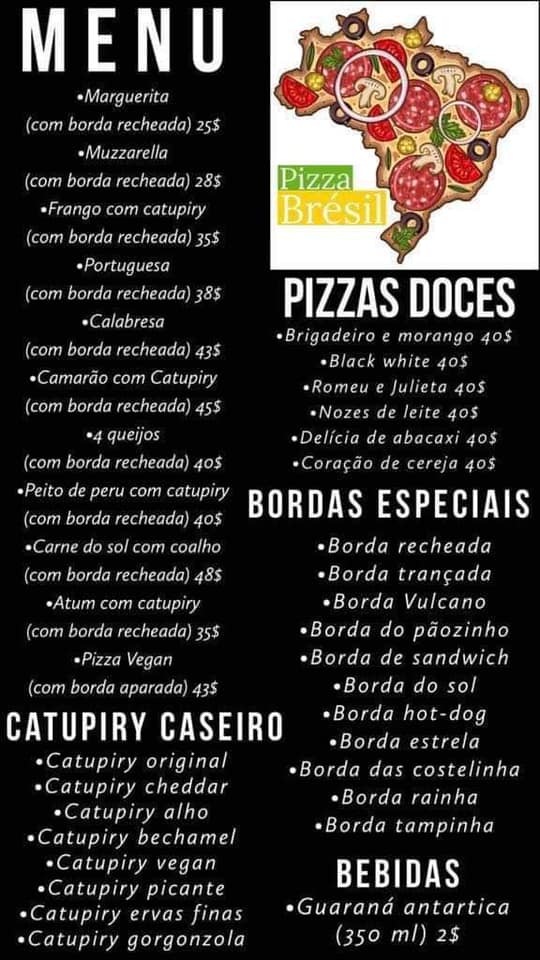 MENU
•Marguerita
(com borda recheada) 25$
•Muzzarella
(com borda recheada) 28$
•Frango com catupiry
(com borda recheada) 35$
•Portuguesa
(com borda recheada) 38$
•Calabresa
(com borda recheada) 43$
•Camarão com Catupiry
(com borda recheada) 45$
•4 queijos
(com borda recheada) 40$
•Peito de peru com catupiry
(com borda recheada) 40$
•Carne do sol com coalho
(com borda recheada) 48$
•Atum com catupiry
(com borda recheada) 35$
•Pizza Vegan
(com borda aparada) 43$
CATUPIRY CASEIRO
•Catupiry original
•Catupiry cheddar
•Catupiry alho
•Catupiry bechamel
•Catupiry vegan
•Catupiry picante
•Catupiry ervas finas
•Catupiry gorgonzola
Pizza
Brésil
PIZZAS DOCES
•Brigadeiro e morango 40$
•Black white 40$
•Romeu e Julieta 40$
•Nozes de leite 40$
•Delícia de abacaxi 40$
•Coração de cereja 40$
BORDAS ESPECIAIS
•Borda recheada
•Borda trançada
•Borda Vulcano
•Borda do pãozinho
•Borda de sandwich
•Borda do sol
•Borda hot-dog
•Borda estrela
•Borda das costelinha
•Borda rainha
•Borda tampinha
BEBIDAS
•Guaraná antartica
(350 ml) 2$